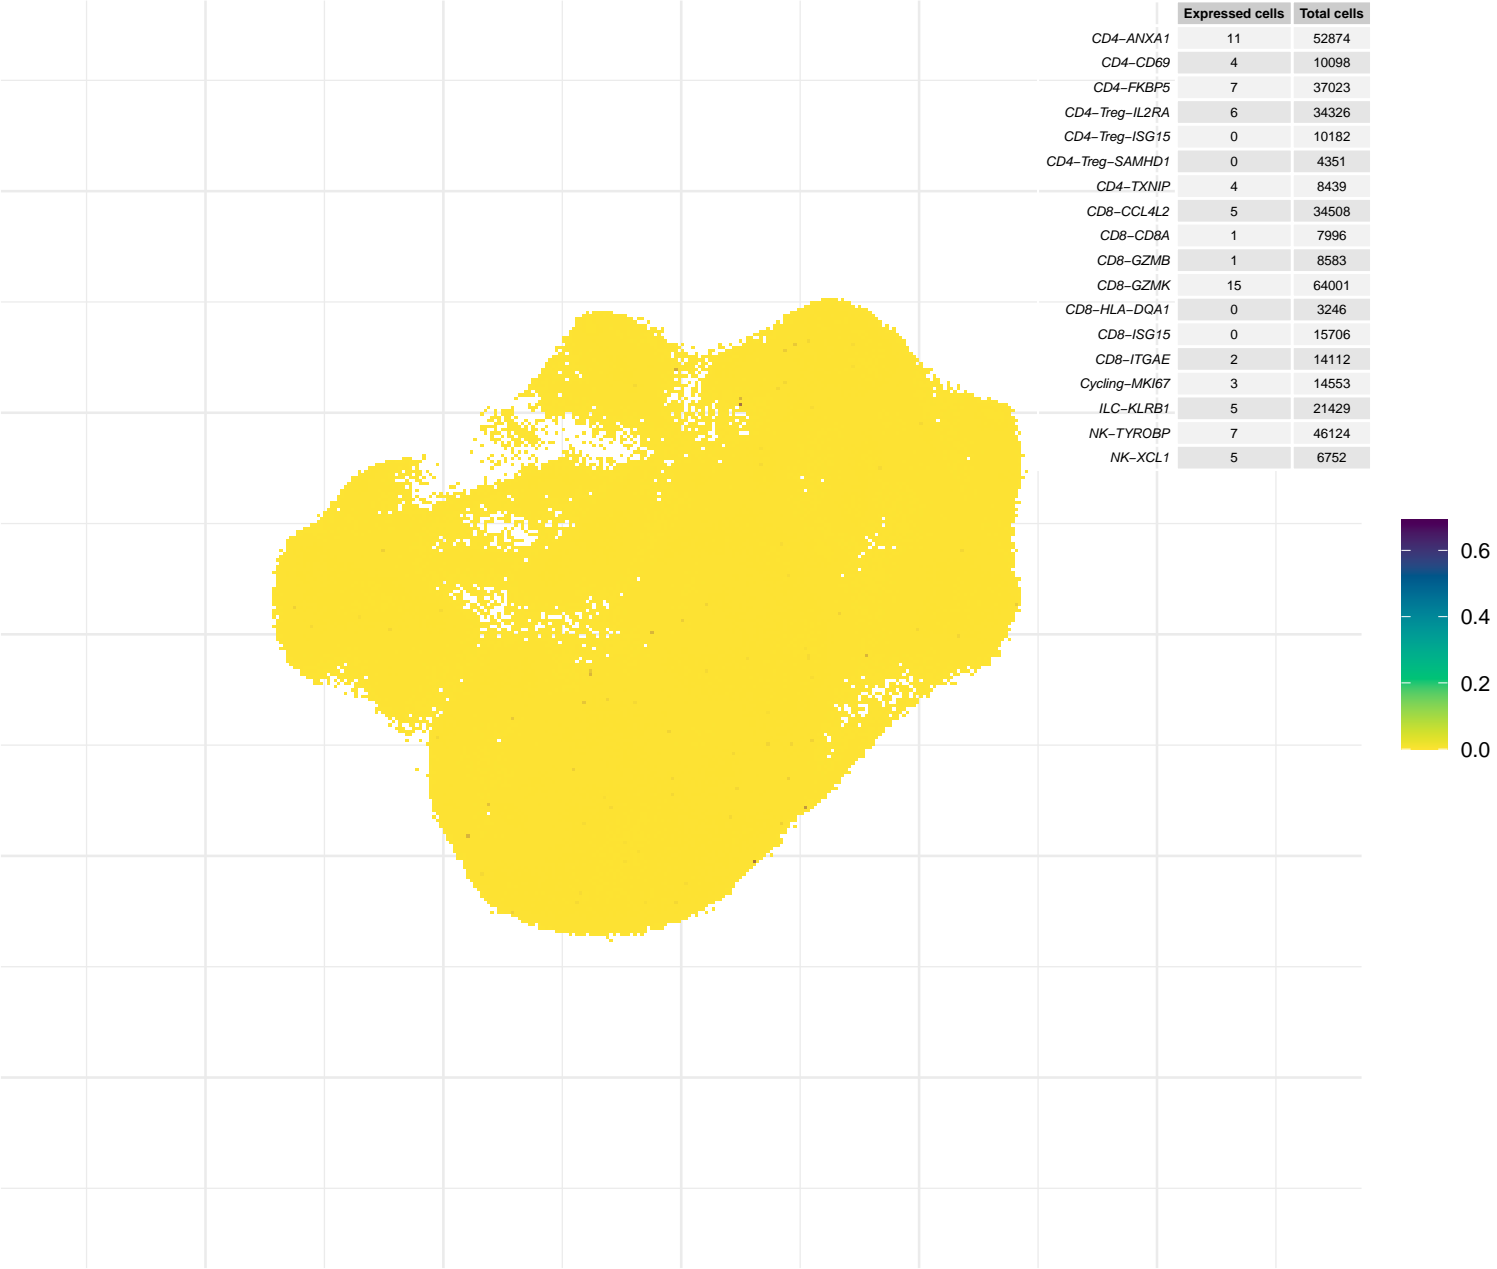 Expressed cells Total cells
CD4−ANXA1 11 52874
CD4−CD69 4 10098
CD4−FKBP5 7 37023
CD4−Treg−IL2RA 6 34326
CD4−Treg−ISG15 0 10182
CD4−Treg−SAMHD1 0 4351
CD4−TXNIP 4 8439
CD8−CCL4L2 5 34508
CD8−CD8A 1 7996
CD8−GZMB 1 8583
CD8−GZMK 15 64001
CD8−HLA−DQA1 0 3246
CD8−ISG15 0 15706
CD8−ITGAE 2 14112
Cycling−MKI67 3 14553
ILC−KLRB1 5 21429
NK−TYROBP 7 46124
NK−XCL1 5 6752
0.6
0.4
0.2
0.0